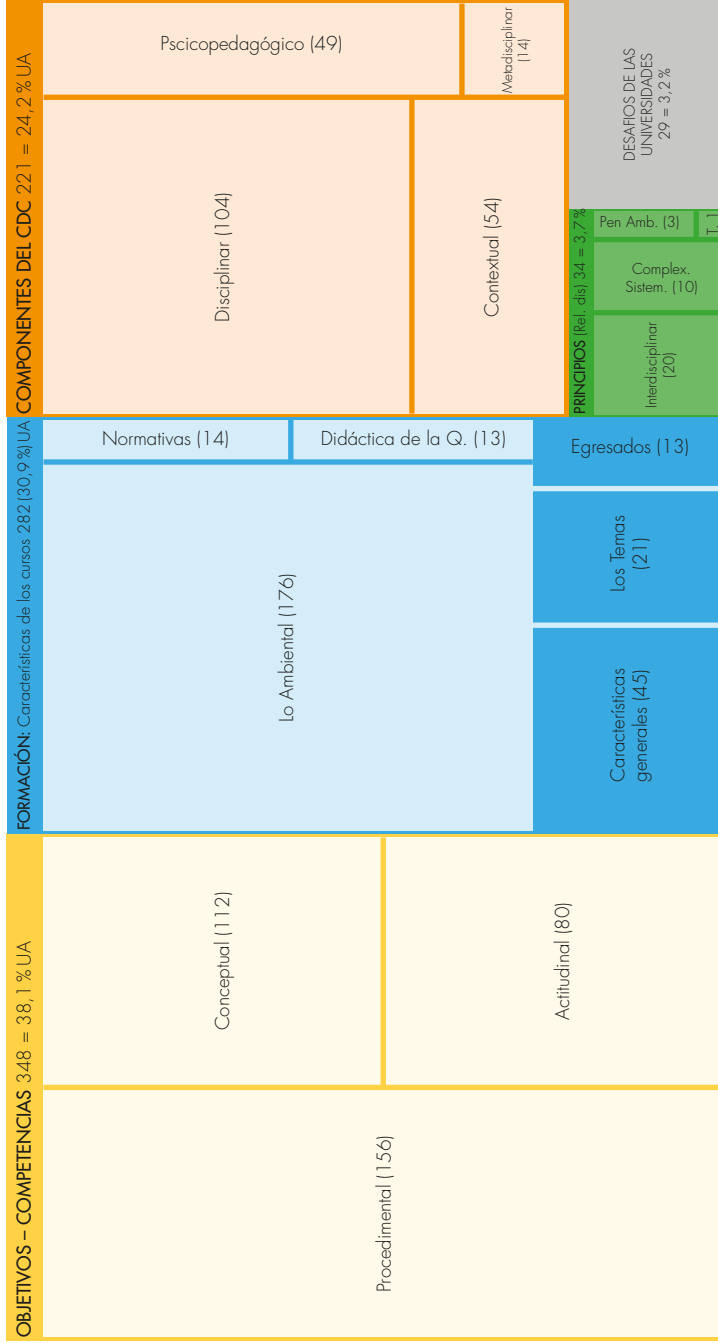 OBJETIVOS – COMPETENCIAS 348 = 38,1 % UA
Procedimental (156)
Conceptual (112)
Actitudinal (80)
FORMACIÓN: Características de los cursos 282 (30,9%) UA
Lo Ambiental (176)
Normativas (14)
Didáctica de la Q. (13)
Características
generales (45)
Los Temas
(21)
Egresados (13)
COMPONENTES DEL CDC 221 = 24,2 % UA
Disciplinar (104)
Contextual (54)
Pscicopedagógico (49)
Metadisciplinar
(14)
PRINCIPIOS (Rel. dis) 34 = 3,7 %
Interdisciplinar
(20)
Complex.
Sistem. (10)
Pen Amb. (3)
T. 1
DESAFIOS DE LAS
UNIVERSIDADES
29 = 3,2 %